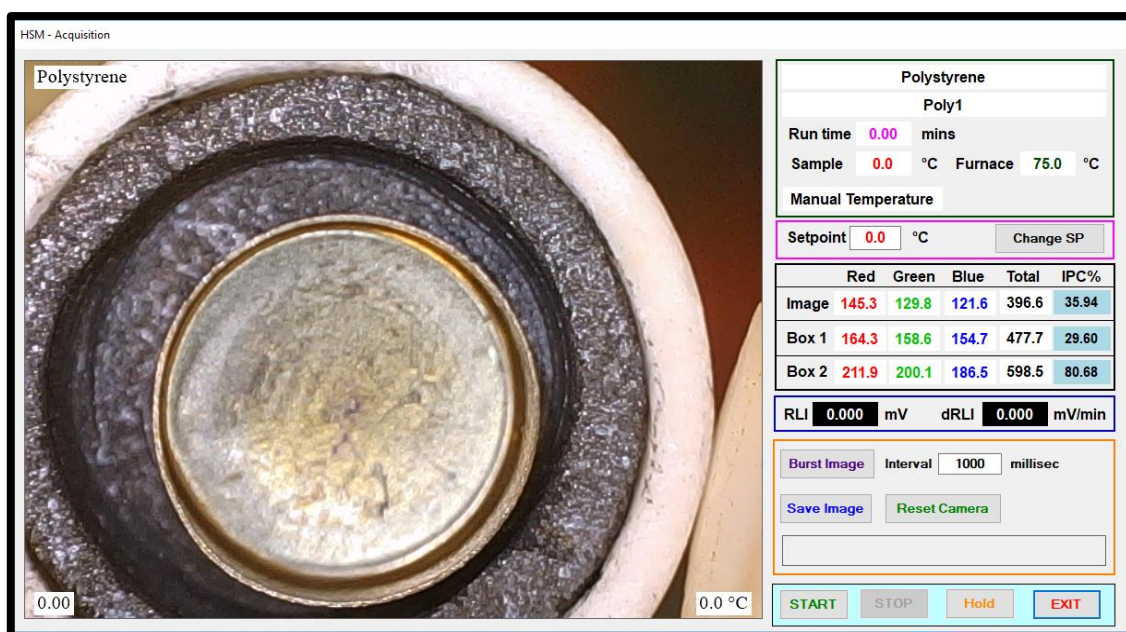 HSM - Acquisition
Polystyrene
0.00
0.0 °C
Polystyrene
Poly1
Run time 0.00 mins
Sample 0.0 °C Furnace 75.0 °C
Manual Temperature
Setpoint 0.0 °C Change SP
Red Green Blue Total IPC%
Image 145.3 129.8 121.6 396.6 35.94
Box 1 164.3 158.6 154.7 477.7 29.60
Box 2 211.9 200.1 186.5 598.5 80.68
RLI 0.000 mV dRLI 0.000 mV/min
Burst Image Interval 1000 millisec
Save Image Reset Camera
START STOP Hold EXIT